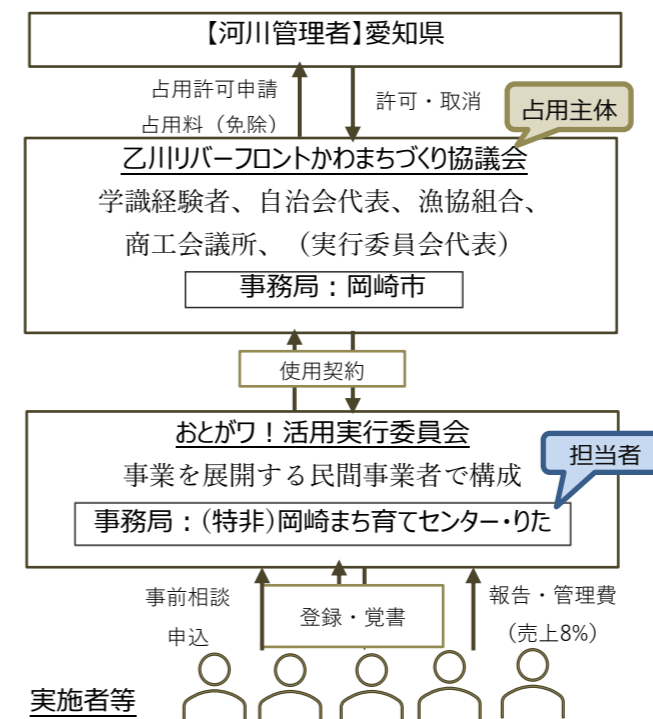 【河川管理者】愛知県
占用許可申請
占用料（免除）
許可・取消
占用主体
乙川リバーフロントかわまちづくり協議会
学識経験者、自治会代表、漁協組合、
商工会議所、（実行委員会代表）
事務局：岡崎市
使用契約
おとがワ！活用実行委員会
担当者
事業を展開する民間事業者で構成
事務局：(特非)岡崎まち育てセンター・りた
事前相談
申込
登録・覚書
報告・管理費
（売上8%）
実施者等